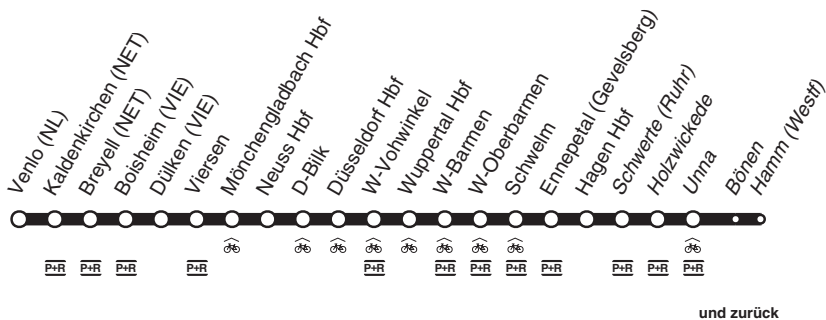 Venlo (NL)
Kaldenkirchen (NET)
Breyell (NET)
Boisheim (VIE)
Dülken (VIE)
Viersen
Mönchengladbach Hbf
Neuss Hbf
D-Bilk
Düsseldorf Hbf
W-Vohwinkel
Wuppertal Hbf
W-Barmen
W-Oberbarmen
Schwelm
Ennepetal (Gevelsberg)
Hagen Hbf
Schwerte (Ruhr)
Holzwickede
Unna
Bönen
Hamm (Westf)
P+R P+R P+R P+R P+R P+R P+R P+R P+R P+R P+R P+R
und zurück